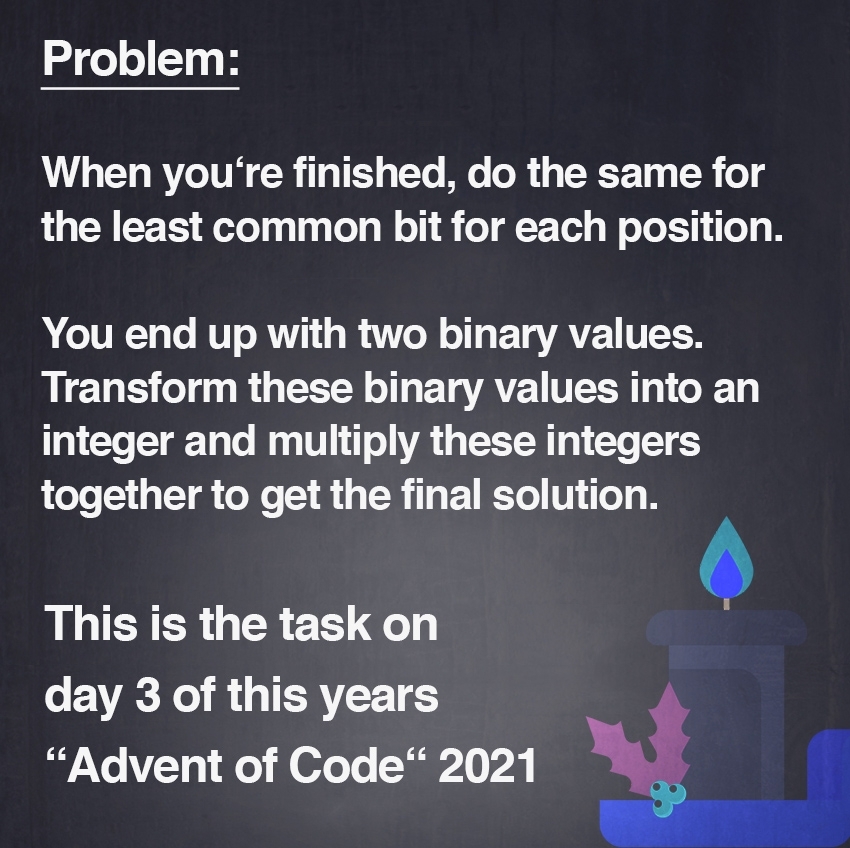 Problem:
When you‘re finished, do the same for
the least common bit for each position.
You end up with two binary values.
Transform these binary values into an
integer and multiply these integers
together to get the final solution.
This is the task on
day 3 of this years
“Advent of Code“ 2021